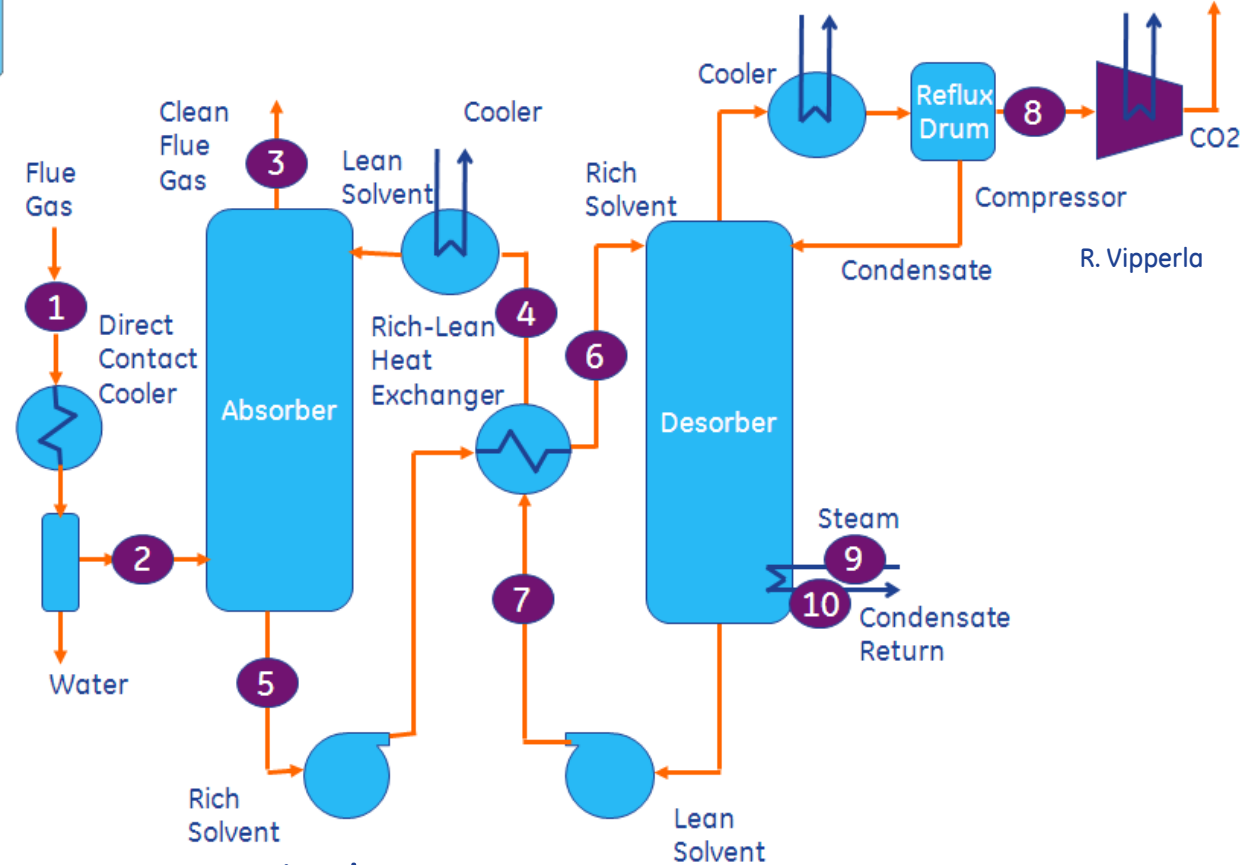 Flue
Gas
1
Direct
Contact
Cooler
2
Water
Clean
Flue
Gas
3
Absorber
5
Rich
Solvent
Lean
Solvent
Cooler
4
Rich-Lean
Heat
Exchanger
7
6
Rich
Solvent
Desorber
Lean
Solvent
Cooler
Reflux
Drum
8
CO2
Compressor
Condensate
R. Vipperla
Steam
9
10
Condensate
Return